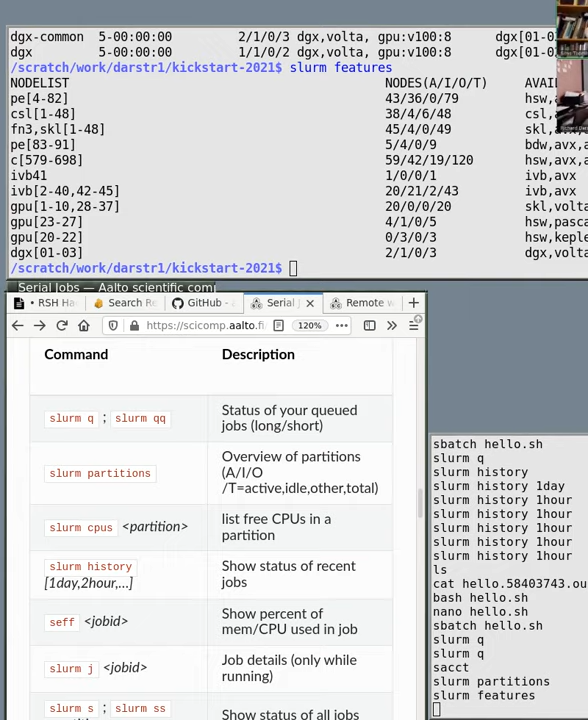 dgx-common  5-00:00:00               2/1/0/3 dgx,volta, gpu:v100:8      dgx[01-0
dgx         5-00:00:00               1/1/0/2 dgx,volta, gpu:v100:8      dgx[01-0
/scratch/work/darstr1/kickstart-2021$ slurm features
NODELIST                                          NODES(A/I/O/T)     AVAIL
pe[4-82]                                          43/36/0/79         hsw,a
csl[1-48]                                         38/4/6/48          csl,
fn3,skl[1-48]                                     45/4/0/49          skl,
pe[83-91]                                         5/4/0/9            bdw,avx,a
c[579-698]                                        59/42/19/120       hsw,avx,a
ivb41                                             1/0/0/1            ivb,avx
ivb[2-40,42-45]                                   20/21/2/43         ivb,avx
gpu[1-10,28-37]                                   20/0/0/20          skl,volta
gpu[23-27]                                        4/1/0/5            hsw,pasca
gpu[20-22]                                        0/3/0/3            hsw,keple
dgx[01-03]                                        2/1/0/3            dgx,volta
/scratch/work/darstr1/kickstart-2021$
Serial Jobs — Aalto scientific com
• RSH Ha Search Re GitHub - a Serial J × Remote w +
https://scicomp.aalto.fi 120% •••
Command Description
slurm q ; slurm qq Status of your queued
jobs (long/short)
slurm partitions Overview of partitions
(A/I/O
/T=active,idle,other,total)
slurm cpus <partition> list free CPUs in a
partition
slurm history Show status of recent
[1day,2hour,...] jobs
seff <jobid> Show percent of
mem/CPU used in job
slurm j <jobid> Job details (only while
running)
slurm s ; slurm ss Show status of all jobs
sbatch hello.sh
slurm q
slurm history
slurm history 1day
slurm history 1hour
slurm history 1hour
slurm history 1hour
slurm history 1hour
slurm history 1hour
ls
cat hello.58403743.ou
bash hello.sh
nano hello.sh
sbatch hello.sh
slurm q
slurm q
sacct
slurm partitions
slurm features